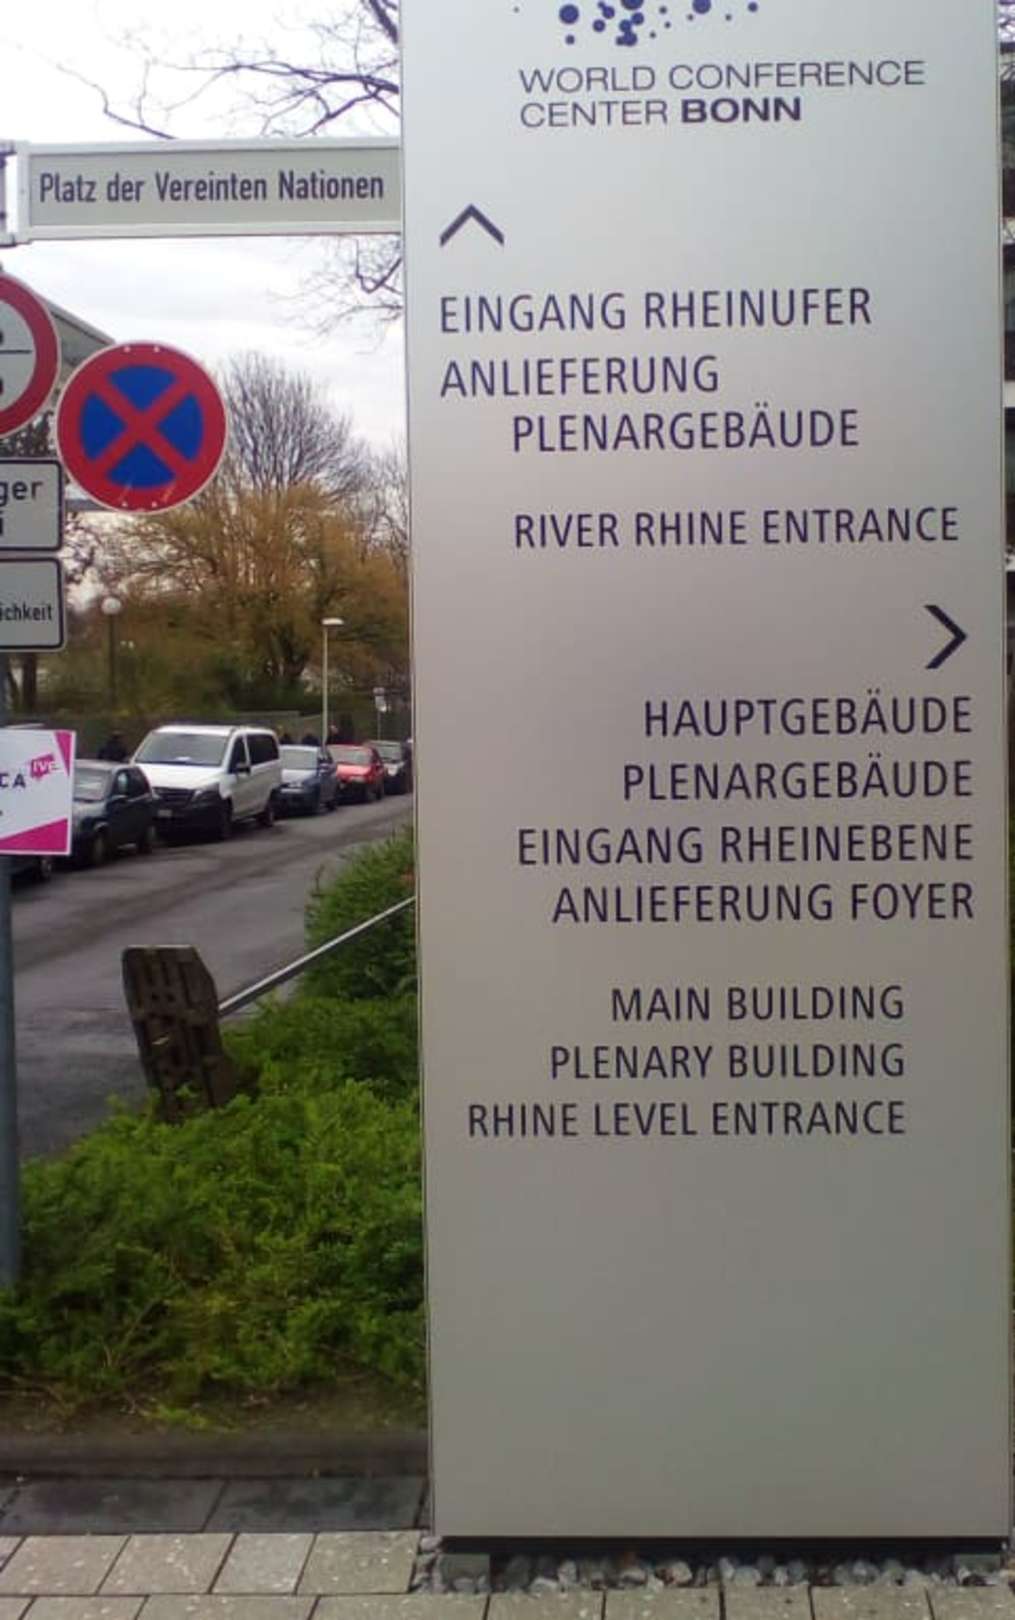 WORLD CONFERENCE
CENTER BONN
Platz der Vereinten Nationen
EINGANG RHEINUFER
ANLIEFERUNG
PLENARGEBÄUDE
RIVER RHINE ENTRANCE
HAUPTGEBÄUDE
PLENARGEBÄUDE
EINGANG RHEINEBENE
ANLIEFERUNG FOYER
MAIN BUILDING
PLENARY BUILDING
RHINE LEVEL ENTRANCE